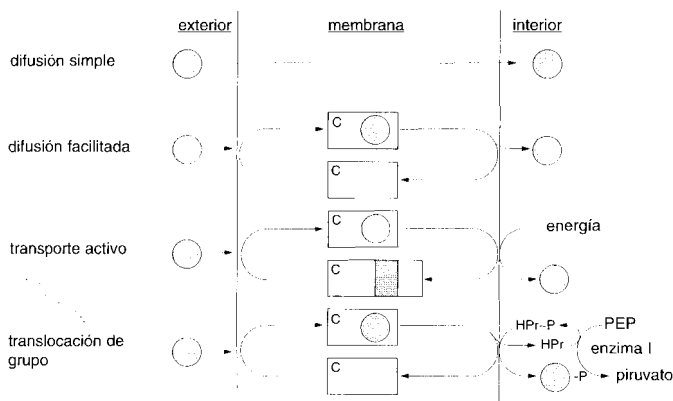 exterior membrana interior
difusión simple
C
difusión facilitada
C
C
transporte activo
energía
C
C
translocación de
grupo
HPr~P PEP
HPr enzima I
C
-P piruvato